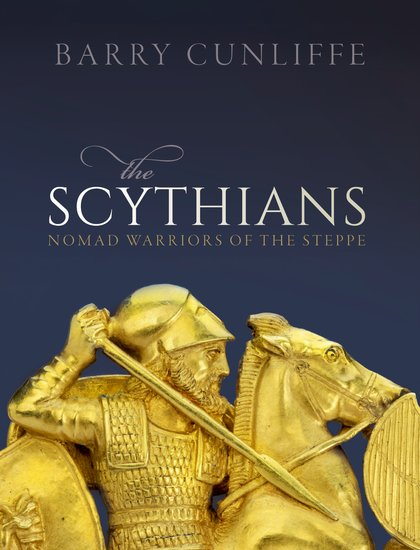 BARRY CUNLIFFE
the
SCYTHIANS
NOMAD WARRIORS OF THE STEPPE